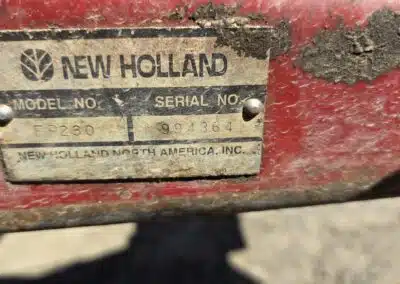 NEW HOLLAND
MODEL NO. SERIAL NO.
FP230 994364
NEW HOLLAND NORTH AMERICA, INC.